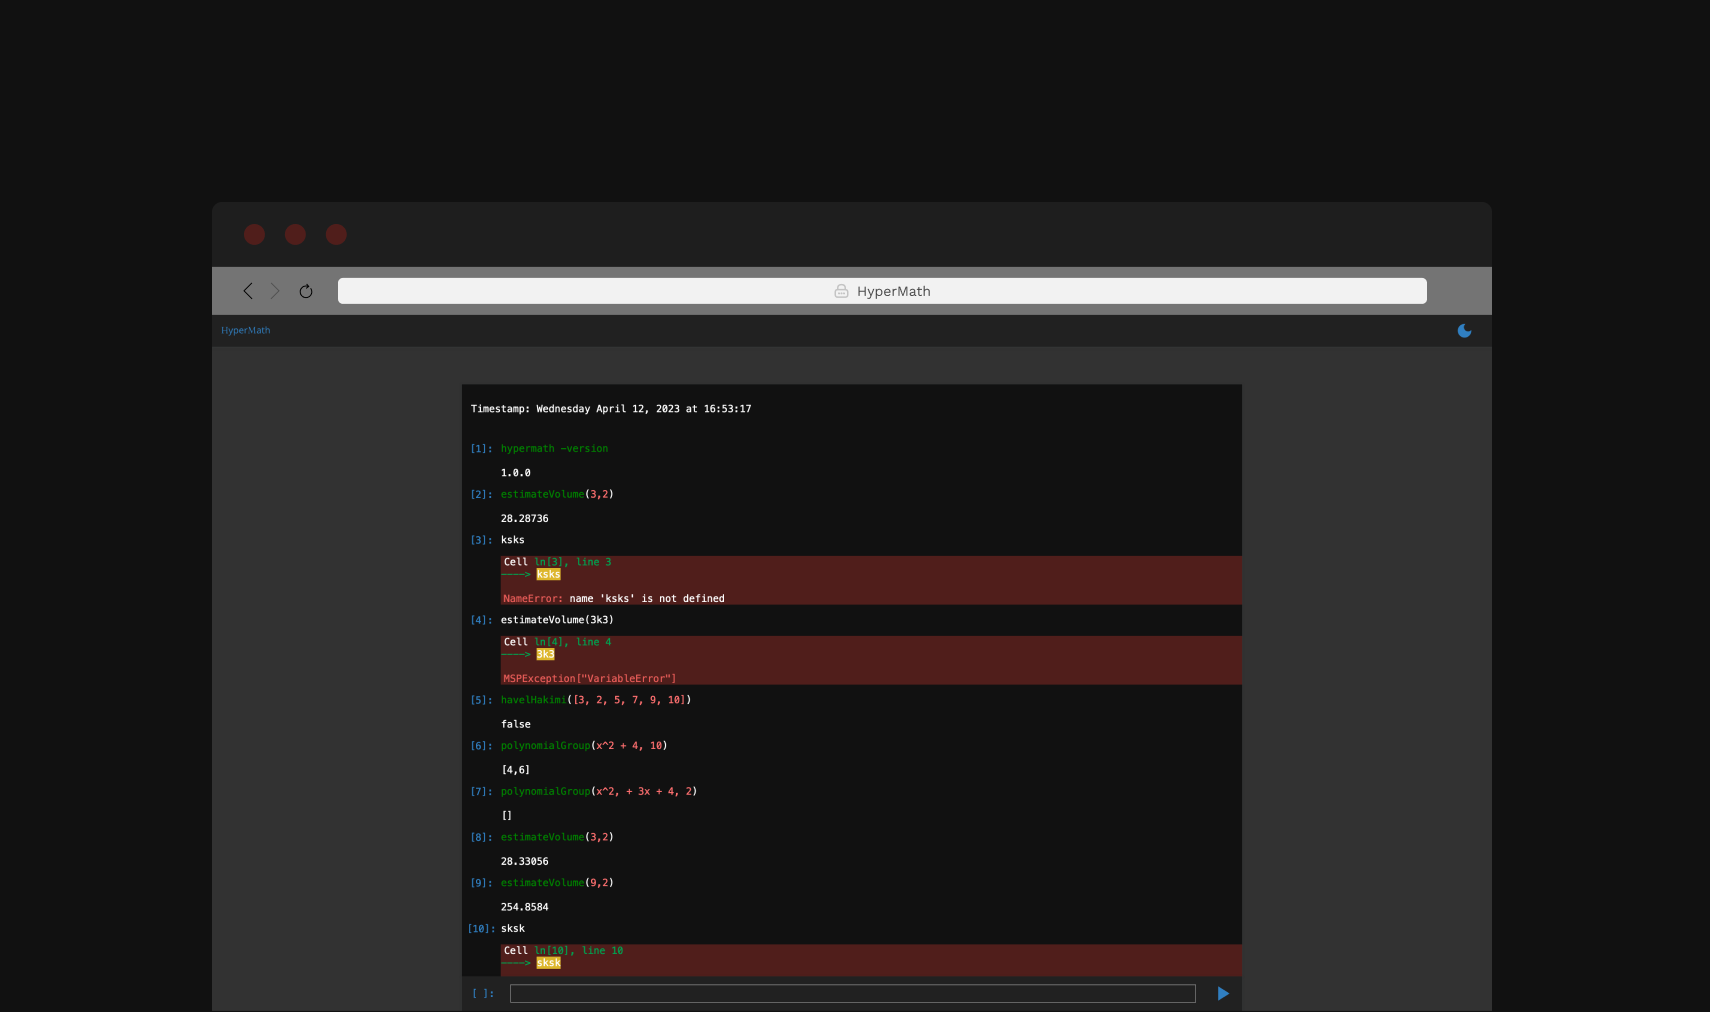 HyperMath
HyperMath
Timestamp: Wednesday April 12, 2023 at 16:53:17
[1]: hypermath -version
1.0.0
[2]: estimateVolume(3,2)
28.28736
[3]: ksks
Cell ln[3], line 3
----> ksks
NameError: name 'ksks' is not defined
[4]: estimateVolume(3k3)
Cell ln[4], line 4
----> 3k3
MSPException["VariableError"]
[5]: havelHakimi([3, 2, 5, 7, 9, 10])
false
[6]: polynomialGroup(x^2 + 4, 10)
[4,6]
[7]: polynomialGroup(x^2, + 3x + 4, 2)
[]
[8]: estimateVolume(3,2)
28.33056
[9]: estimateVolume(9,2)
254.8584
[10]: sksk
Cell ln[10], line 10
----> sksk
[ ]: